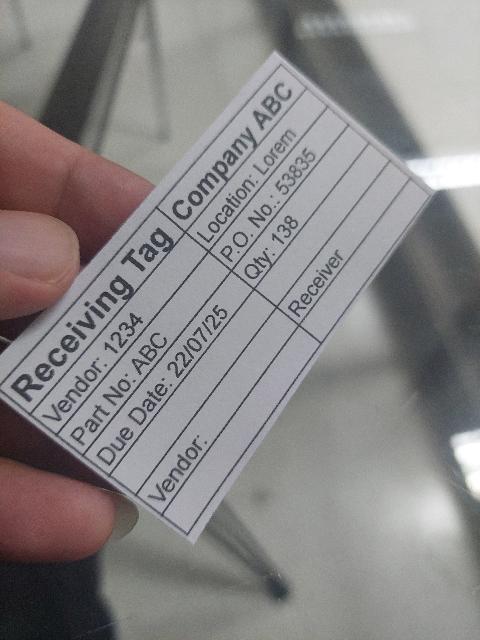 Receiving Tag Company ABC
Vendor: 1234 Location: Lorem
Part No: ABC P.O. No.: 53835
Due Date: 22/07/25 Qty: 138
Vendor: Receiver